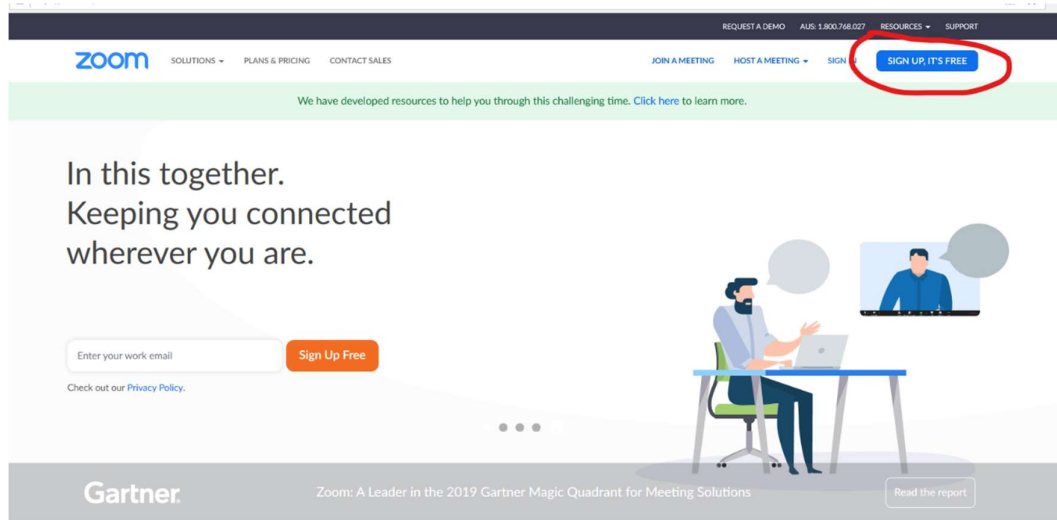 REQUEST A DEMO AUS: 1.800.768.027 RESOURCES SUPPORT
zoom SOLUTIONS PLANS & PRICING CONTACT SALES JOIN A MEETING HOST A MEETING SIGN SIGN UP, IT'S FREE
We have developed resources to help you through this challenging time. Click here to learn more.
In this together.
Keeping you connected
wherever you are.
Enter your work email Sign Up Free
Check out our Privacy Policy.
Gartner. Zoom: A Leader in the 2019 Gartner Magic Quadrant for Meeting Solutions Read the report